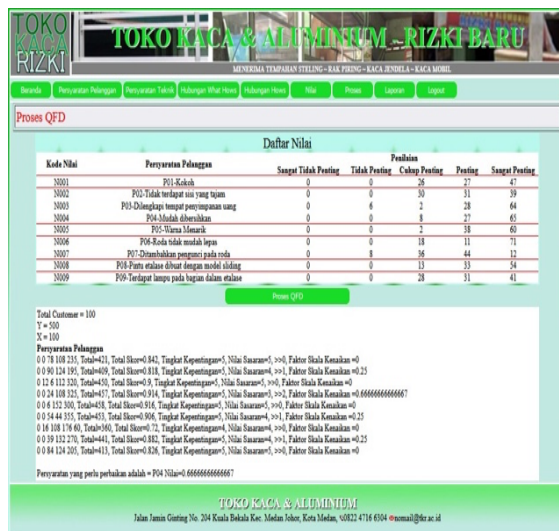 TOKO
KACA
RIZKI
TOKO KACA & ALUMINIUM - RIZKI BARU
MENERIMA TEMPAHAN STELING - RAK PIRING - KACA JENDELA - KACA MOBIL
Beranda Persyaratan Pelanggan Persyaratan Teknik Hubungan What Hows Hubungan Hows Nilai Proses Laporan Logout
Proses QFD
Daftar Nilai
Kode Nilai Persyaratan Pelanggan Penilaian
Sangat Tidak Penting Tidak Penting Cukup Penting Penting Sangat Penting
N001 P01-Kokoh 0 0 26 27 47
N002 P02-Tidak terdapat sisi yang tajam 0 0 30 31 39
N003 P03-Dilengkapi tempat penyimpanan uang 0 6 2 28 64
N004 P04-Mudah dibersihkan 0 0 8 27 65
N005 P05-Warna Menarik 0 0 2 38 60
N006 P06-Roda tidak mudah lepas 0 0 18 11 71
N007 P07-Ditambahkan pengunci pada roda 0 8 36 44 12
N008 P08-Pintu etalase dibuat dengan model sliding 0 0 13 33 54
N009 P09-Terdapat lampu pada bagian dalam etalase 0 0 28 31 41
Proses QFD
Total Customer = 100
Y = 500
X = 100
Persyaratan Pelanggan
0 0 78 108 235, Total=421, Total Skor=0.842, Tingkat Kepentingan=5, Nilai Sasaran=5, >>0, Faktor Skala Kenaikan =0
0 0 90 124 195, Total=409, Total Skor=0.818, Tingkat Kepentingan=5, Nilai Sasaran=4, >>1, Faktor Skala Kenaikan =0.25
0 12 6 112 320, Total=450, Total Skor=0.9, Tingkat Kepentingan=5, Nilai Sasaran=5, >>0, Faktor Skala Kenaikan =0
0 0 24 108 325, Total=457, Total Skor=0.914, Tingkat Kepentingan=5, Nilai Sasaran=3, >>2, Faktor Skala Kenaikan =0.66666666666667
0 0 6 152 300, Total=458, Total Skor=0.916, Tingkat Kepentingan=5, Nilai Sasaran=5, >>0, Faktor Skala Kenaikan =0
0 0 54 44 355, Total=453, Total Skor=0.906, Tingkat Kepentingan=5, Nilai Sasaran=4, >>1, Faktor Skala Kenaikan =0.25
0 16 108 176 60, Total=360, Total Skor=0.72, Tingkat Kepentingan=4, Nilai Sasaran=4, >>0, Faktor Skala Kenaikan =0
0 0 39 132 270, Total=441, Total Skor=0.882, Tingkat Kepentingan=5, Nilai Sasaran=4, >>1, Faktor Skala Kenaikan =0.25
0 0 84 124 205, Total=413, Total Skor=0.826, Tingkat Kepentingan=5, Nilai Sasaran=5, >>0, Faktor Skala Kenaikan =0
Persyaratan yang perlu perbaikan adalah = P04 Nilai=0.66666666666667
TOKO KACA & ALUMINIUM
Jalan Jamin Ginting No. 204 Kuala Bekala Kec. Medan Johor, Kota Medan, 0822 4716 6304 nomail@tkr.ac.id